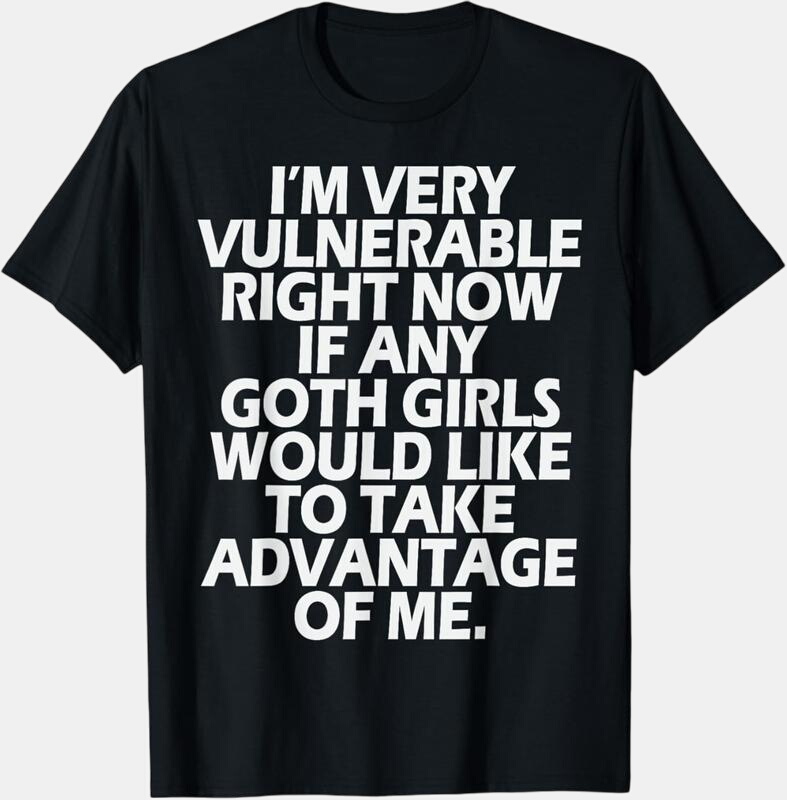 I'M VERY
VULNERABLE
RIGHT NOW
IF ANY
GOTH GIRLS
WOULD LIKE
TO TAKE
ADVANTAGE
OF ME.